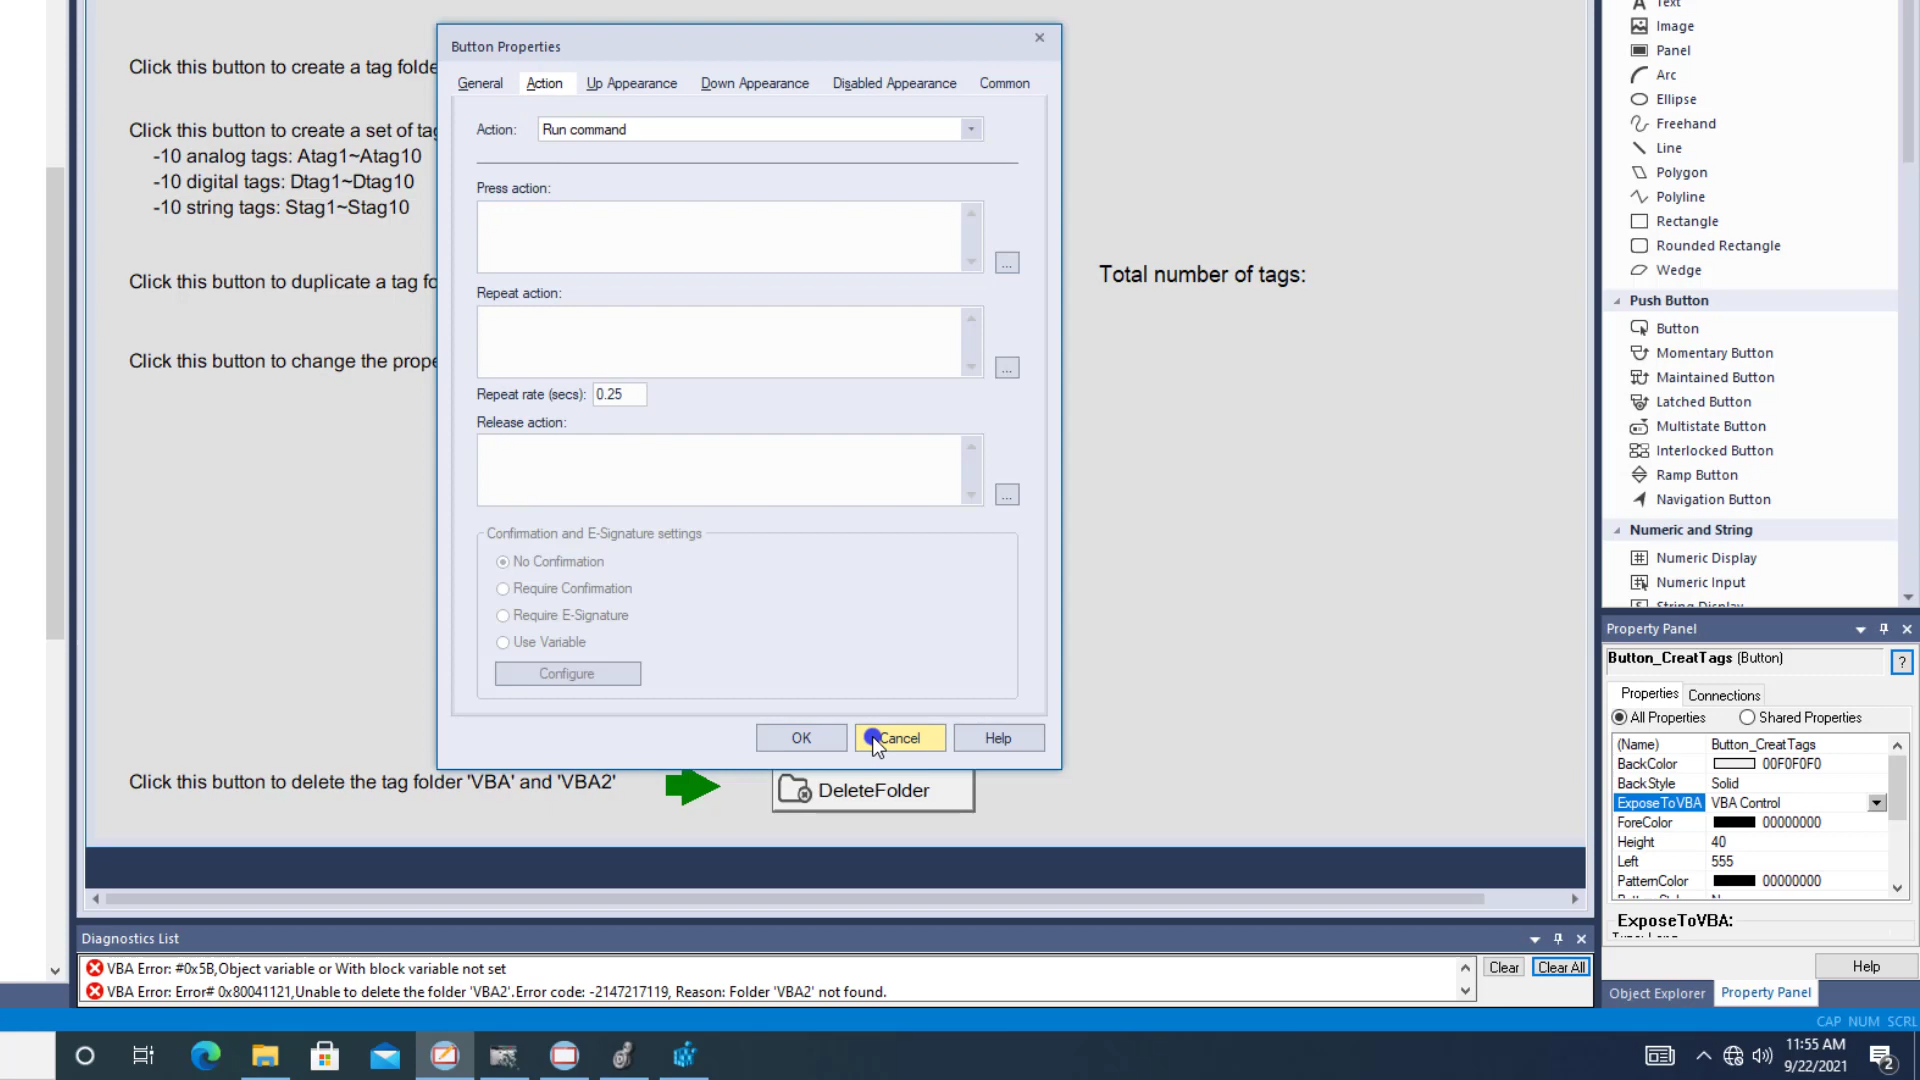 Text
Image
Panel
Arc
Ellipse
Freehand
Line
Polygon
Polyline
Rectangle
Rounded Rectangle
Wedge
Push Button
Button
Momentary Button
Maintained Button
Latched Button
Multistate Button
Interlocked Button
Ramp Button
Navigation Button
Numeric and String
Numeric Display
Numeric Input
String Display
Button Properties
General Action Up Appearance Down Appearance Disabled Appearance Common
Action: Run command
Press action:
...
Repeat action:
...
Repeat rate (secs): 0.25
Release action:
...
Confirmation and E-Signature settings
No Confirmation
Require Confirmation
Require E-Signature
Use Variable
Configure
OK Cancel Help
Click this button to create a tag folde
Click this button to create a set of tag
-10 analog tags: Atag1~Atag10
-10 digital tags: Dtag1~Dtag10
-10 string tags: Stag1~Stag10
Click this button to duplicate a tag fo
Click this button to change the prope
Total number of tags:
Click this button to delete the tag folder 'VBA' and 'VBA2'
DeleteFolder
Property Panel
Button_CreatTags (Button)
?
Properties Connections
All Properties Shared Properties
(Name) Button_CreatTags
BackColor 00F0F0F0
BackStyle Solid
ExposeToVBA VBA Control
ForeColor 00000000
Height 40
Left 555
PatternColor 00000000
ExposeToVBA:
Help
Object Explorer Property Panel
Diagnostics List
VBA Error: #0x5B,Object variable or With block variable not set
VBA Error: Error# 0x80041121,Unable to delete the folder 'VBA2'.Error code: -2147217119, Reason: Folder 'VBA2' not found.
Clear Clear All
CAP NUM SCRL
11:55 AM
9/22/2021
2